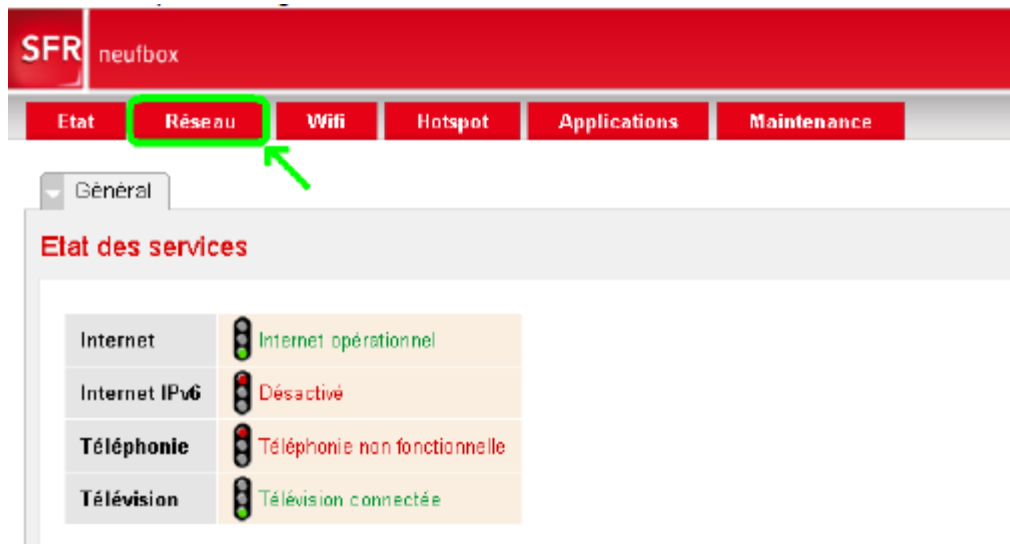 SFR neufbox
Etat Réseau Wifi Hotspot Applications Maintenance
Général
Etat des services
Internet Internet opérationnel
Internet IPv6 Désactivé
Téléphonie Téléphonie non fonctionnelle
Télévision Télévision connectée